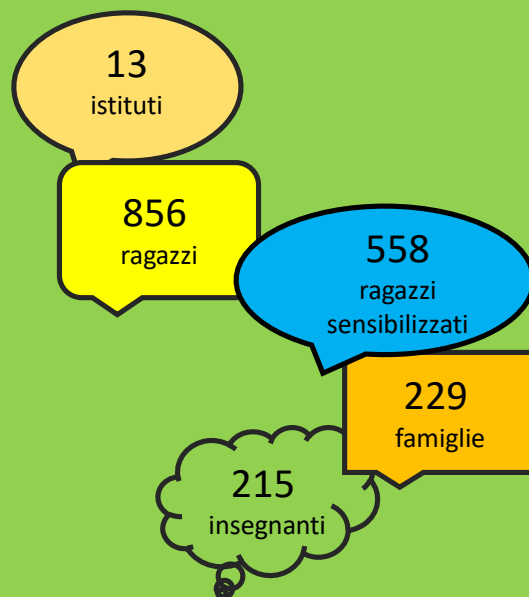 13
istituti
856
ragazzi
558
ragazzi
sensibilizzati
229
famiglie
215
insegnanti